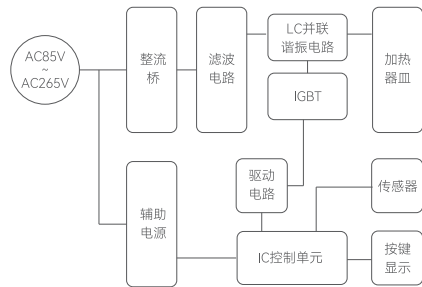 AC85V
~
AC265V
整流
桥
滤波
电路
LC并联
谐振电路
加热
器皿
IGBT
驱动
电路
传感器
辅助
电源
IC控制单元
按键
显示